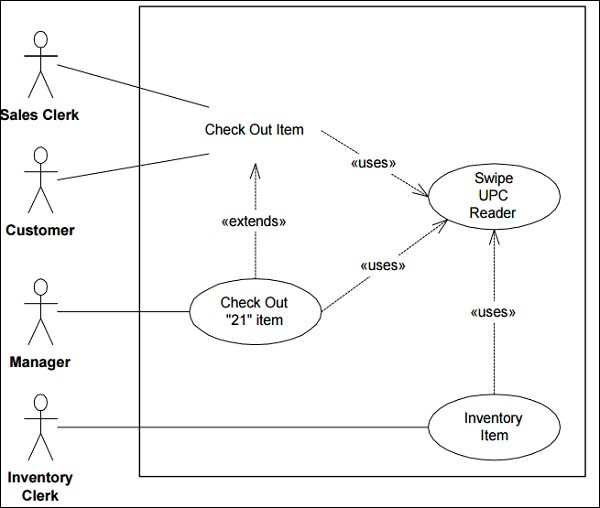 Sales Clerk
Check Out Item
«uses»
Swipe
UPC
Reader
Customer
«extends»
«uses»
Check Out
"21" item
«uses»
Manager
Inventory
Item
Inventory
Clerk